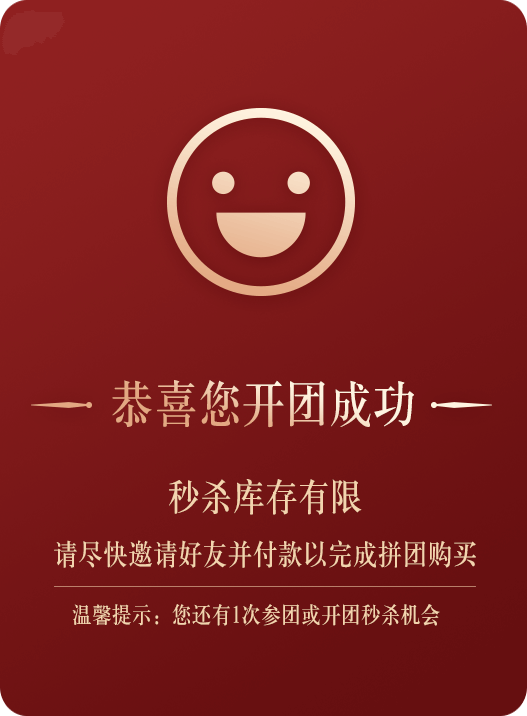 恭喜您开团成功
秒杀库存有限
请尽快邀请好友并付款以完成拼团购买
温馨提示：您还有1次参团或开团秒杀机会